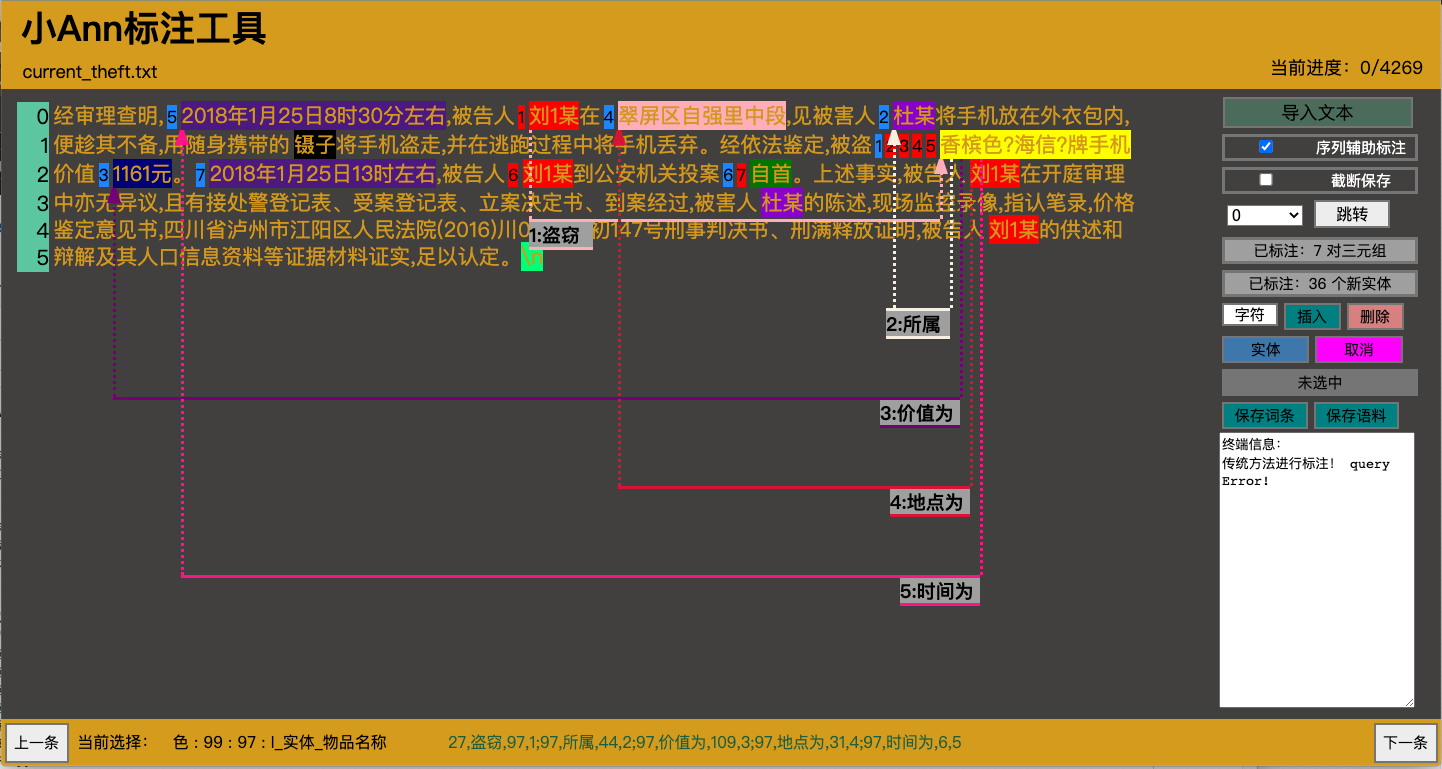 小Ann标注工具
current_theft.txt
当前进度：0/4269
0 经审理查明,5 2018年1月25日8时30分左右,被告人 1 刘1某在 4 翠屏区自强里中段,见被害人 2 杜某将手机放在外衣包内,
1 便趁其不备,用随身携带的 镊子将手机盗走,并在逃跑过程中将手机丢弃。经依法鉴定,被盗 1 2 3 4 5 香槟色?海信?牌手机
2 价值 3 1161元。 7 2018年1月25日13时左右,被告人 6 刘1某到公安机关投案 6 7 自首。上述事实,被告人 刘1某在开庭审理
3 中亦无异议,且有接处警登记表、受案登记表、立案决定书、到案经过,被害人 杜某的陈述,现场监控录像,指认笔录,价格
4 鉴定意见书,四川省泸州市江阳区人民法院(2016)川0 初147号刑事判决书、刑满释放证明,被告人 刘1某的供述和
1:盗窃
5 辩解及其人口信息资料等证据材料证实,足以认定。\n
2:所属
3:价值为
4:地点为
5:时间为
导入文本
序列辅助标注
截断保存
0 跳转
已标注：7 对三元组
已标注：36 个新实体
字符 插入 删除
实体 取消
未选中
保存词条 保存语料
终端信息:
传统方法进行标注! query
Error!
上一条 当前选择： 色 : 99 : 97 : I_实体_物品名称 27,盗窃,97,1;97,所属,44,2;97,价值为,109,3;97,地点为,31,4;97,时间为,6,5 下一条